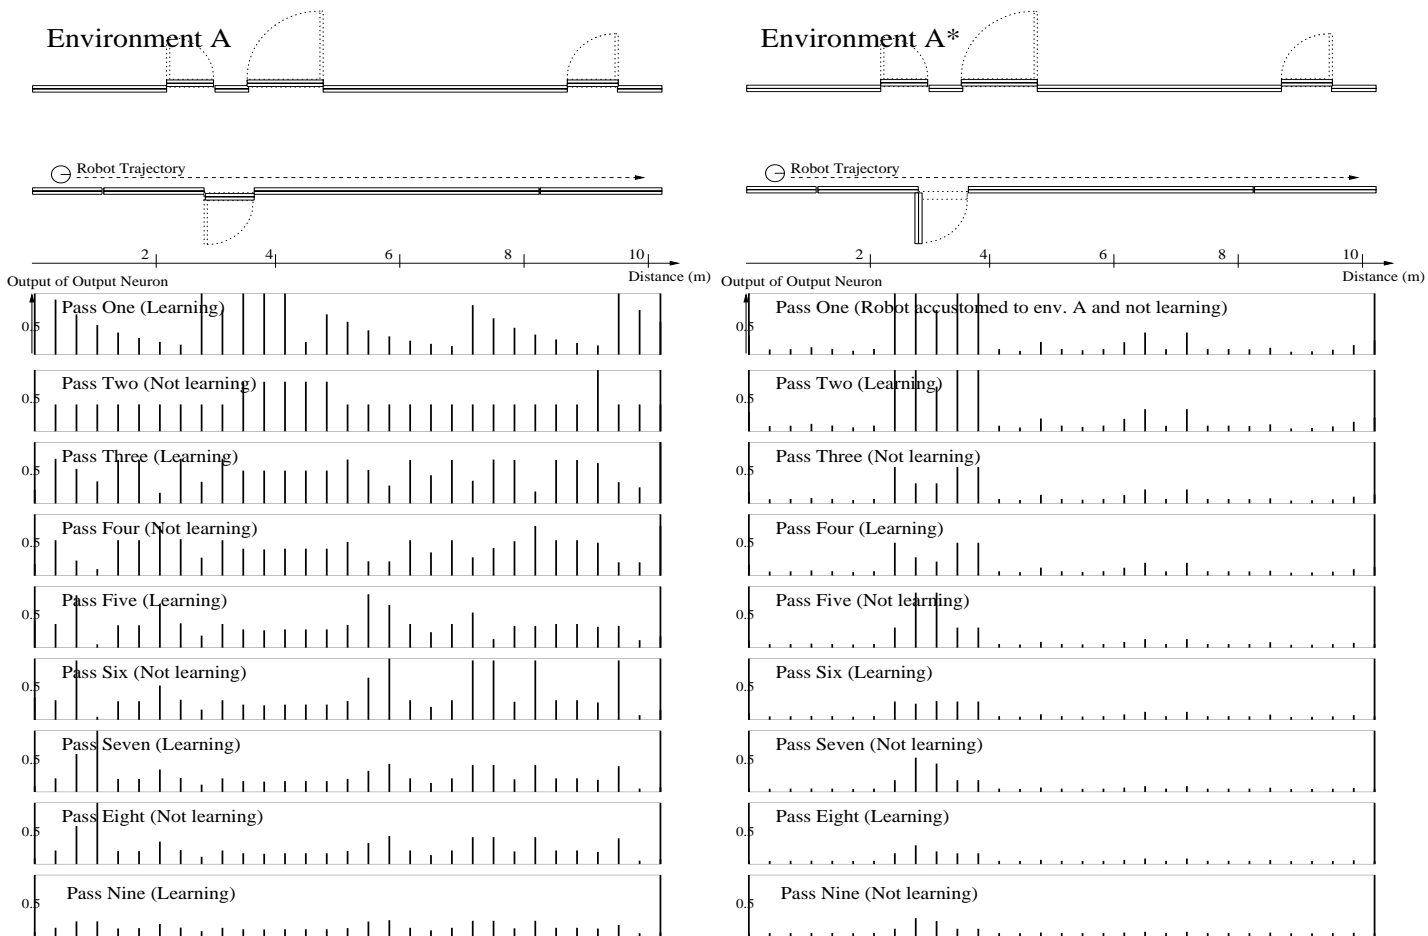 Environment A
Robot Trajectory
2 4 6 8 10
Distance (m)
Output of Output Neuron
0.5 Pass One (Learning)
0.5 Pass Two (Not learning)
0.5 Pass Three (Learning)
0.5 Pass Four (Not learning)
0.5 Pass Five (Learning)
0.5 Pass Six (Not learning)
0.5 Pass Seven (Learning)
0.5 Pass Eight (Not learning)
0.5 Pass Nine (Learning)
Environment A*
Robot Trajectory
2 4 6 8 10
Distance (m)
Output of Output Neuron
0.5 Pass One (Robot accustomed to env. A and not learning)
0.5 Pass Two (Learning)
0.5 Pass Three (Not learning)
0.5 Pass Four (Learning)
0.5 Pass Five (Not learning)
0.5 Pass Six (Learning)
0.5 Pass Seven (Not learning)
0.5 Pass Eight (Learning)
0.5 Pass Nine (Not learning)